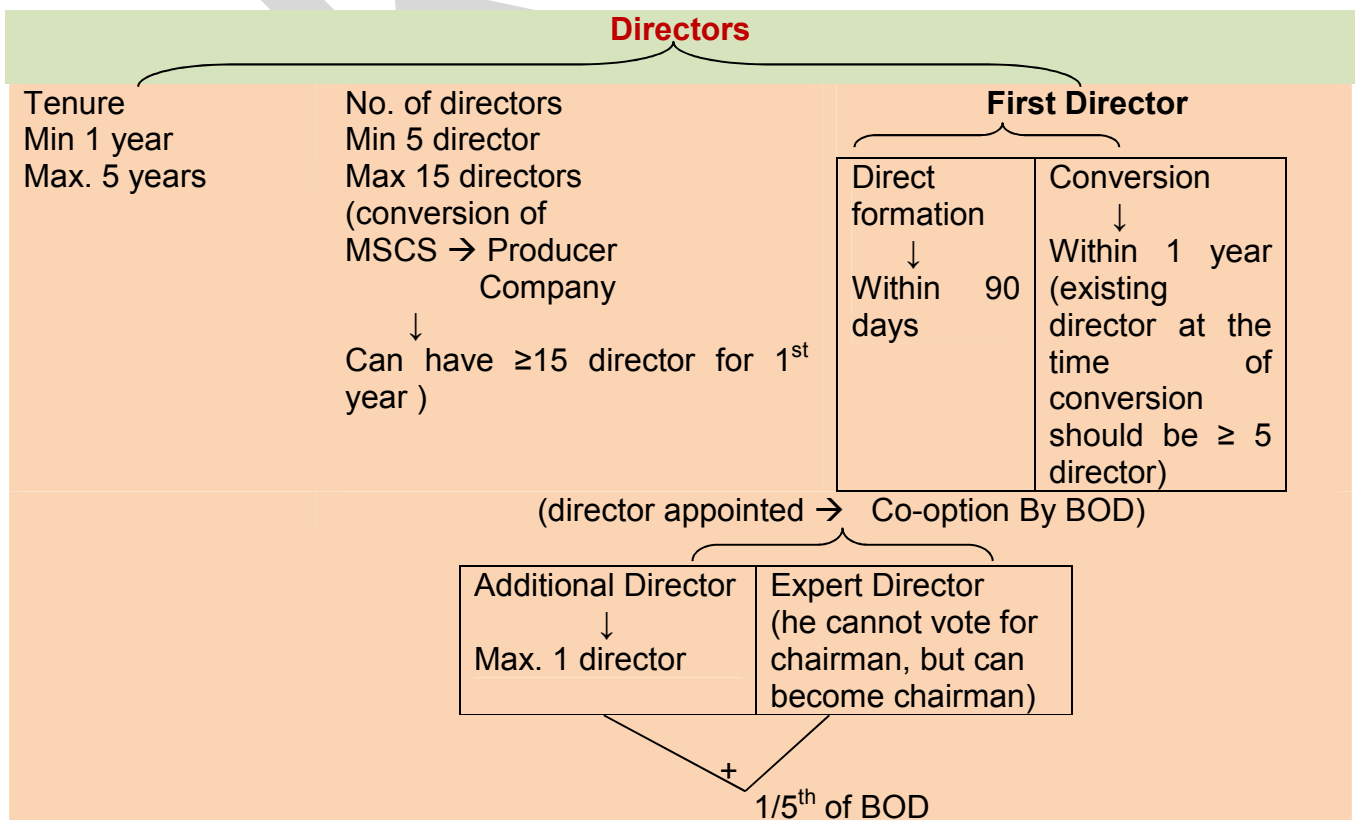 Directors
Tenure
Min 1 year
Max. 5 years
No. of directors
Min 5 director
Max 15 directors
(conversion of
MSCS → Producer
Company
↓
Can have ≥15 director for 1st
year )
First Director
Direct
formation
↓
Within 90
days
Conversion
↓
Within 1 year
(existing
director at the
time of
conversion
should be ≥ 5
director)
(director appointed → Co-option By BOD)
Additional Director
↓
Max. 1 director
Expert Director
(he cannot vote for
chairman, but can
become chairman)
+
1/5th of BOD